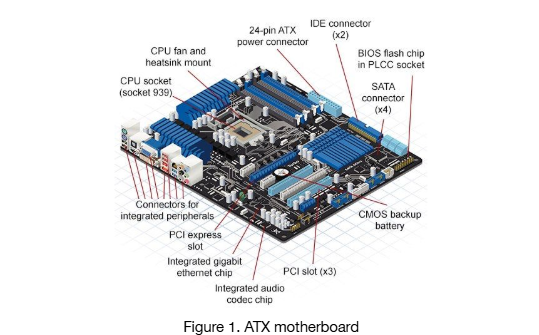 24-pin ATX
power connector
IDE connector
(x2)
BIOS flash chip
in PLCC socket
CPU fan and
heatsink mount
SATA
connector
(x4)
CPU socket
(socket 939)
Connectors for
integrated peripherals
CMOS backup
battery
PCI express
slot
Integrated gigabit
ethernet chip
PCI slot (x3)
Integrated audio
codec chip
Figure 1. ATX motherboard